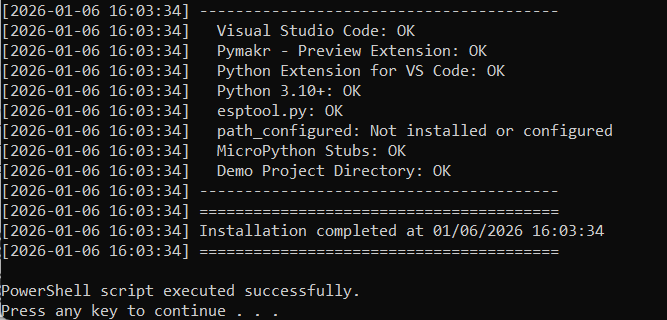 [2026-01-06 16:03:34] ----------------------------------------
[2026-01-06 16:03:34]   Visual Studio Code: OK
[2026-01-06 16:03:34]   Pymakr - Preview Extension: OK
[2026-01-06 16:03:34]   Python Extension for VS Code: OK
[2026-01-06 16:03:34]   Python 3.10+: OK
[2026-01-06 16:03:34]   esptool.py: OK
[2026-01-06 16:03:34]   path_configured: Not installed or configured
[2026-01-06 16:03:34]   MicroPython Stubs: OK
[2026-01-06 16:03:34]   Demo Project Directory: OK
[2026-01-06 16:03:34] ----------------------------------------
[2026-01-06 16:03:34] ========================================
[2026-01-06 16:03:34] Installation completed at 01/06/2026 16:03:34
[2026-01-06 16:03:34] ========================================
PowerShell script executed successfully.
Press any key to continue . . .